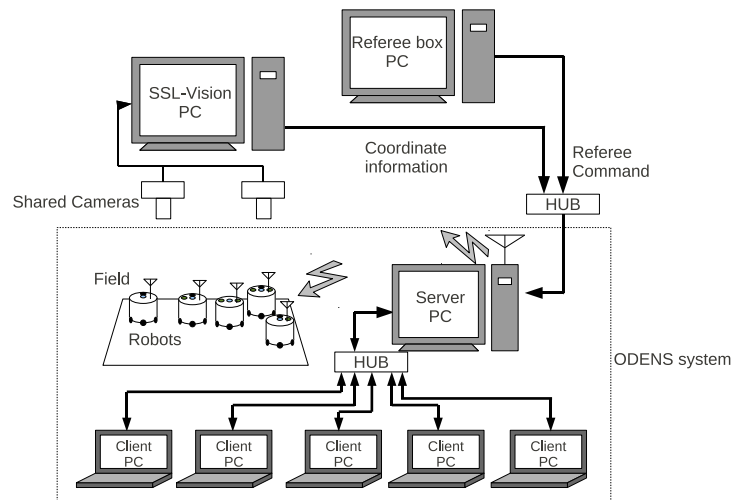 Referee box
PC
SSL-Vision
PC
Coordinate
information
Referee
Command
Shared Cameras
HUB
Field
Robots
Server
PC
HUB
ODENS system
Client
PC
Client
PC
Client
PC
Client
PC
Client
PC